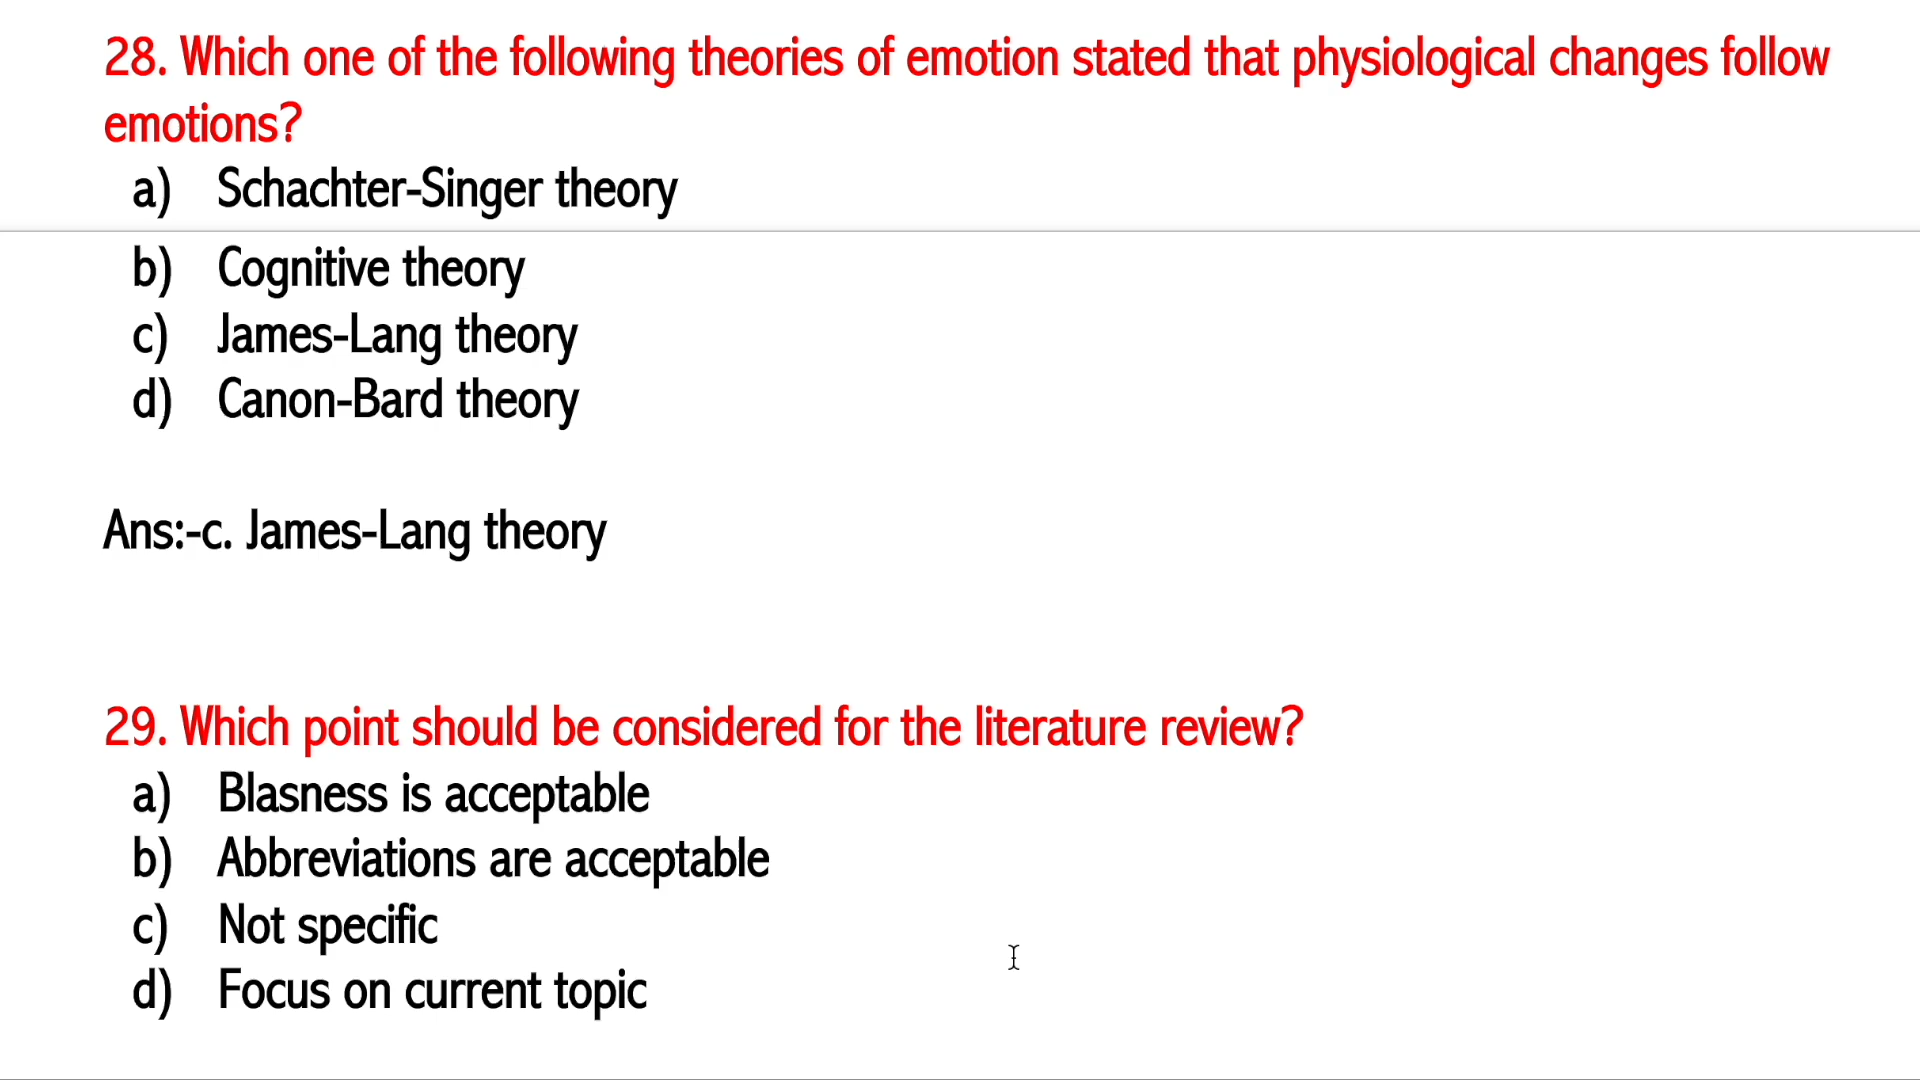 28. Which one of the following theories of emotion stated that physiological changes follow
emotions?
a) Schachter-Singer theory
b) Cognitive theory
c) James-Lang theory
d) Canon-Bard theory
Ans:-c. James-Lang theory
29. Which point should be considered for the literature review?
a) Blasness is acceptable
b) Abbreviations are acceptable
c) Not specific
d) Focus on current topic